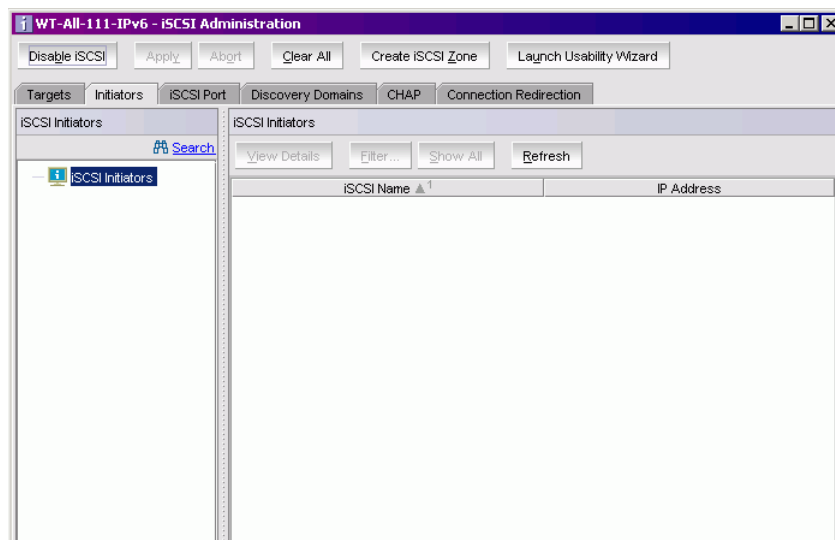 WT-All-111-IPv6 - iSCSI Administration
Disable iSCSI Apply Abort Clear All Create iSCSI Zone Launch Usability Wizard
Targets Initiators iSCSI Port Discovery Domains CHAP Connection Redirection
iSCSI Initiators
Search
iSCSI Initiators
iSCSI Initiators
View Details Filter... Show All Refresh
iSCSI Name ▲1 IP Address